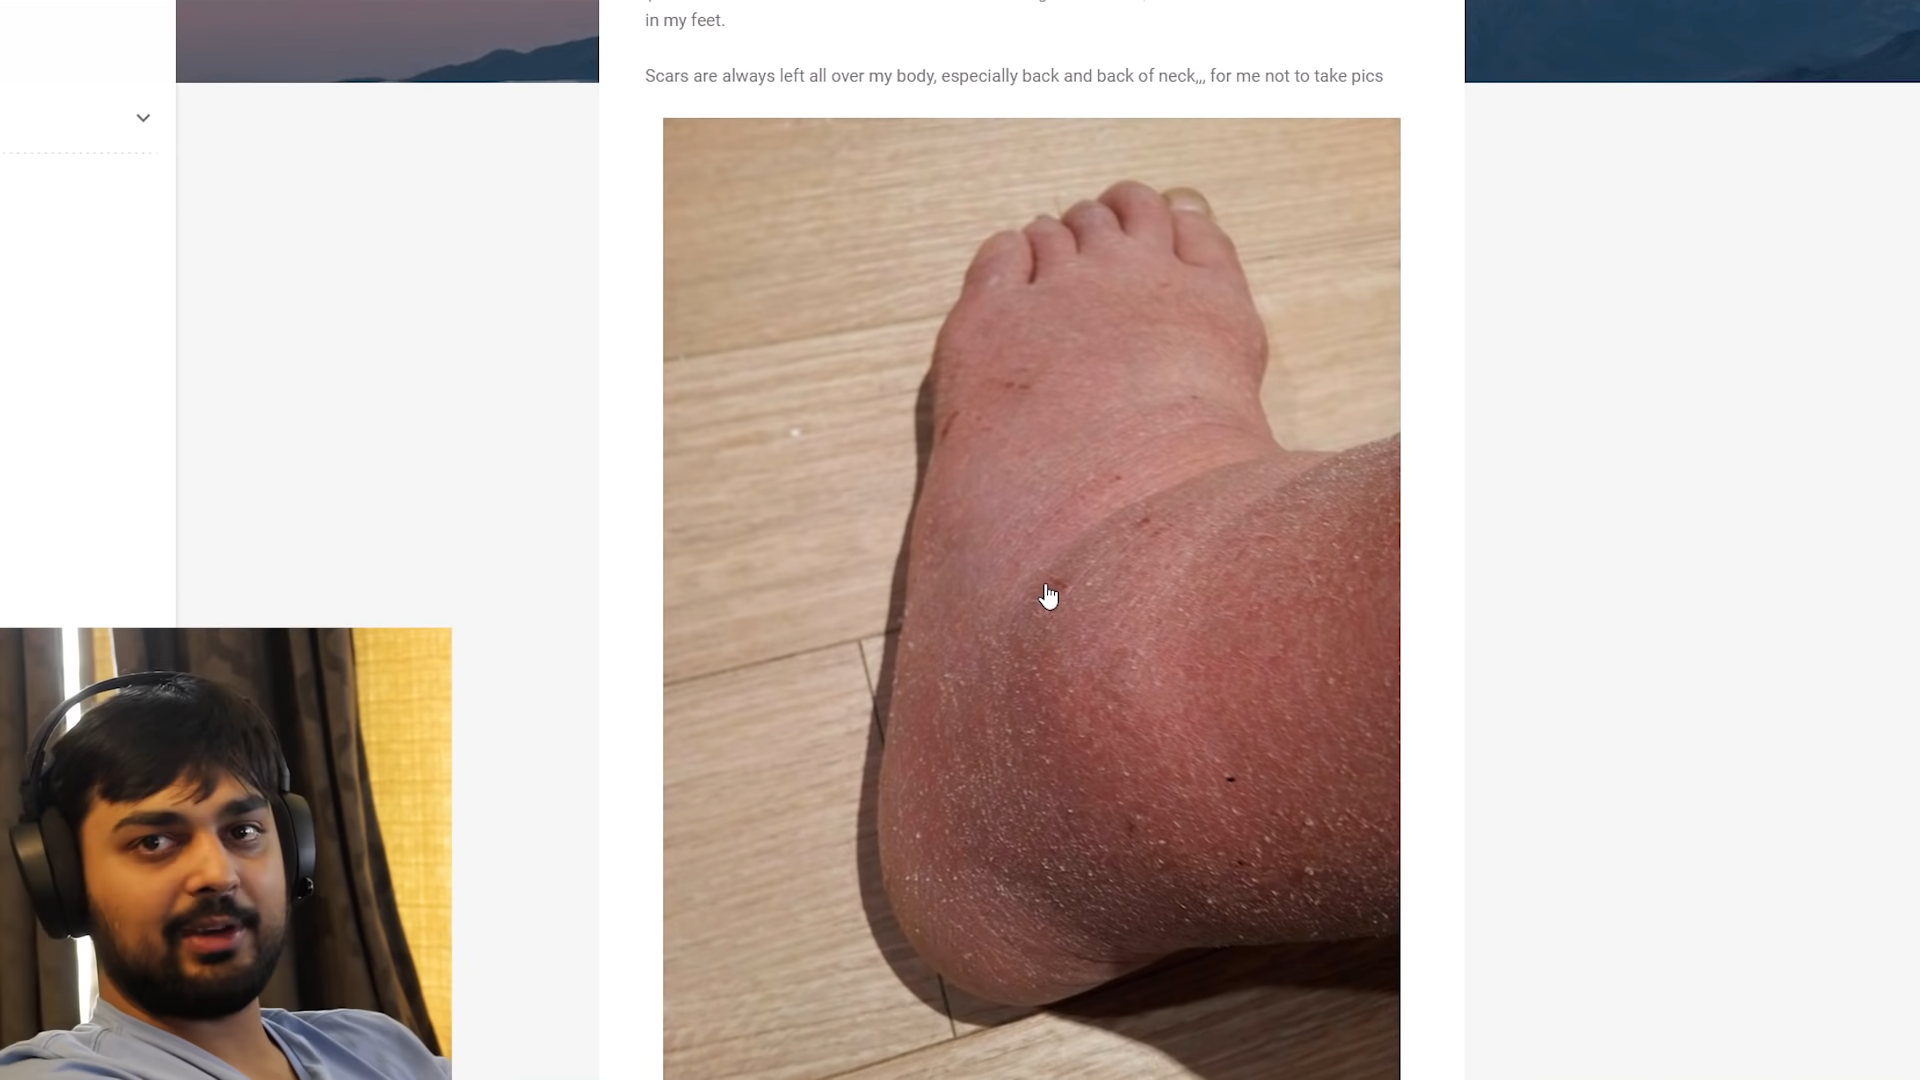 in my feet.
Scars are always left all over my body, especially back and back of neck,,, for me not to take pics